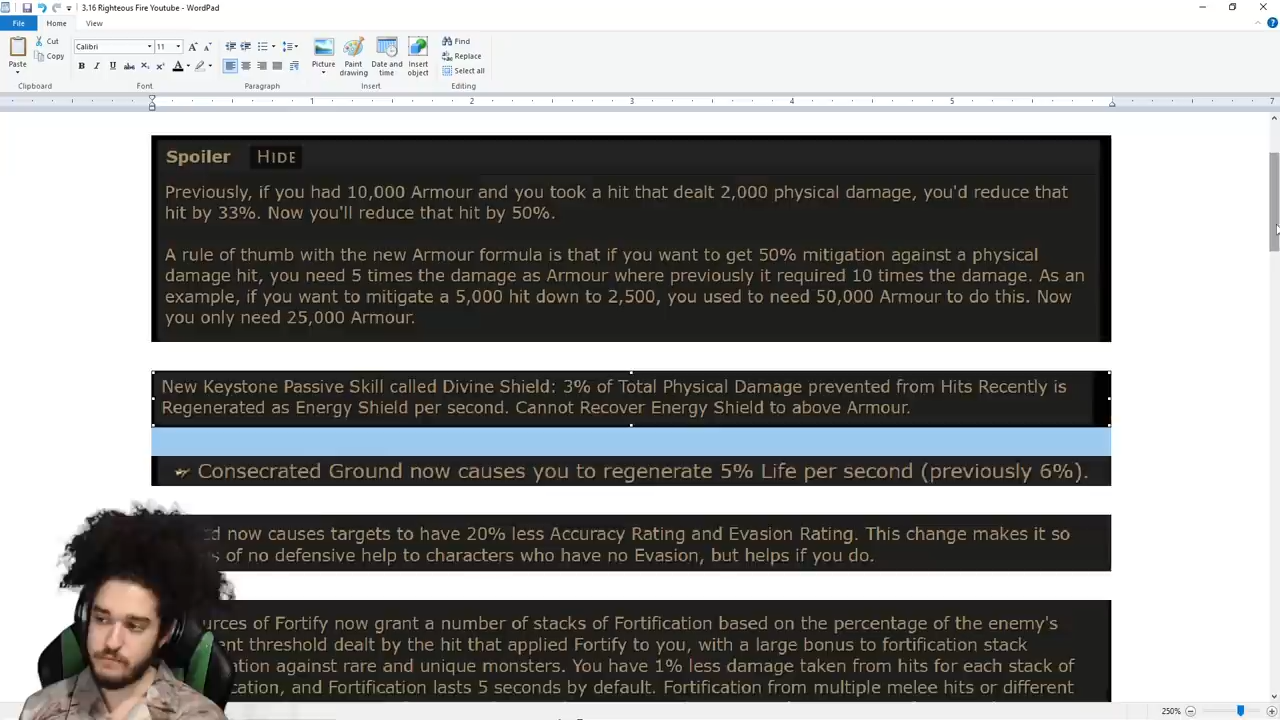 3.16 Righteous Fire Youtube - WordPad
File Home View
Paste
Cut
Copy
Clipboard
Calibri 11
Font
Paragraph
Picture
Paint drawing
Date and time
Insert object
Insert
Find
Replace
Select all
Editing
1 2 3 4 5 7
Spoiler HIDE
Previously, if you had 10,000 Armour and you took a hit that dealt 2,000 physical damage, you'd reduce that
hit by 33%. Now you'll reduce that hit by 50%.
A rule of thumb with the new Armour formula is that if you want to get 50% mitigation against a physical
damage hit, you need 5 times the damage as Armour where previously it required 10 times the damage. As an
example, if you want to mitigate a 5,000 hit down to 2,500, you used to need 50,000 Armour to do this. Now
you only need 25,000 Armour.
New Keystone Passive Skill called Divine Shield: 3% of Total Physical Damage prevented from Hits Recently is
Regenerated as Energy Shield per second. Cannot Recover Energy Shield to above Armour.
Consecrated Ground now causes you to regenerate 5% Life per second (previously 6%).
now causes targets to have 20% less Accuracy Rating and Evasion Rating. This change makes it so
of no defensive help to characters who have no Evasion, but helps if you do.
of Fortify now grant a number of stacks of Fortification based on the percentage of the enemy's
threshold dealt by the hit that applied Fortify to you, with a large bonus to fortification stack
against rare and unique monsters. You have 1% less damage taken from hits for each stack of
and Fortification lasts 5 seconds by default. Fortification from multiple melee hits or different
250%